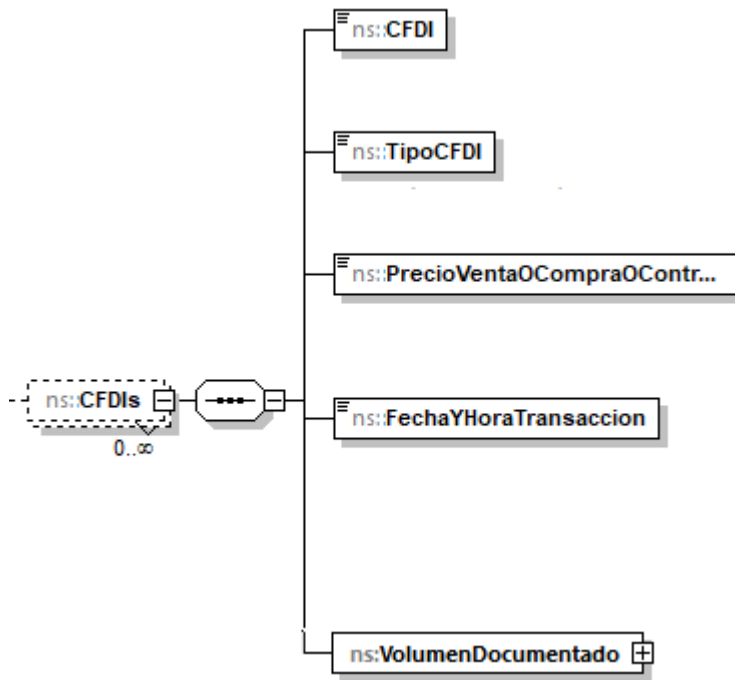 ns::CFDI
ns::TipoCFDI
ns::PrecioVentaOCompraOContr...
ns::CFDIs
0..∞
ns::FechaYHoraTransaccion
ns:VolumenDocumentado